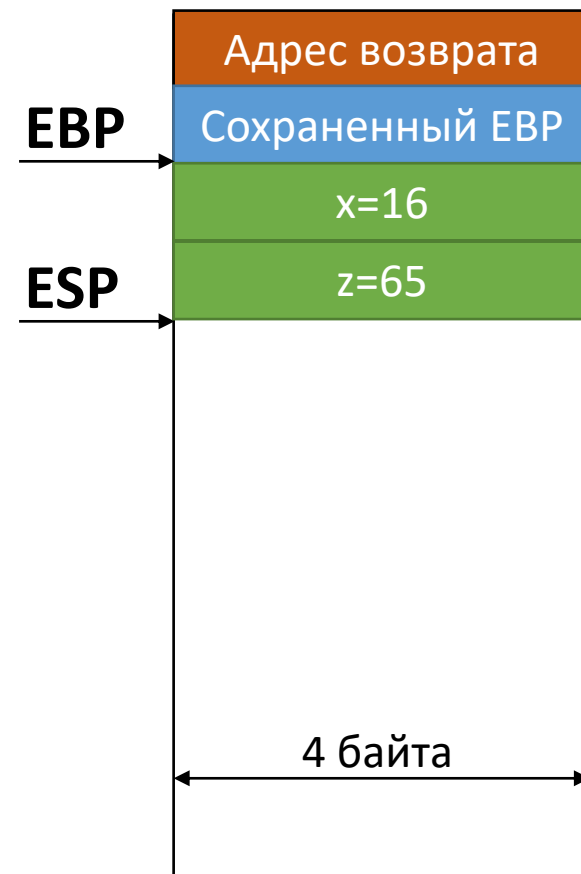 Адрес возврата
EBP
Сохраненный EBP
x=16
ESP
z=65
4 байта